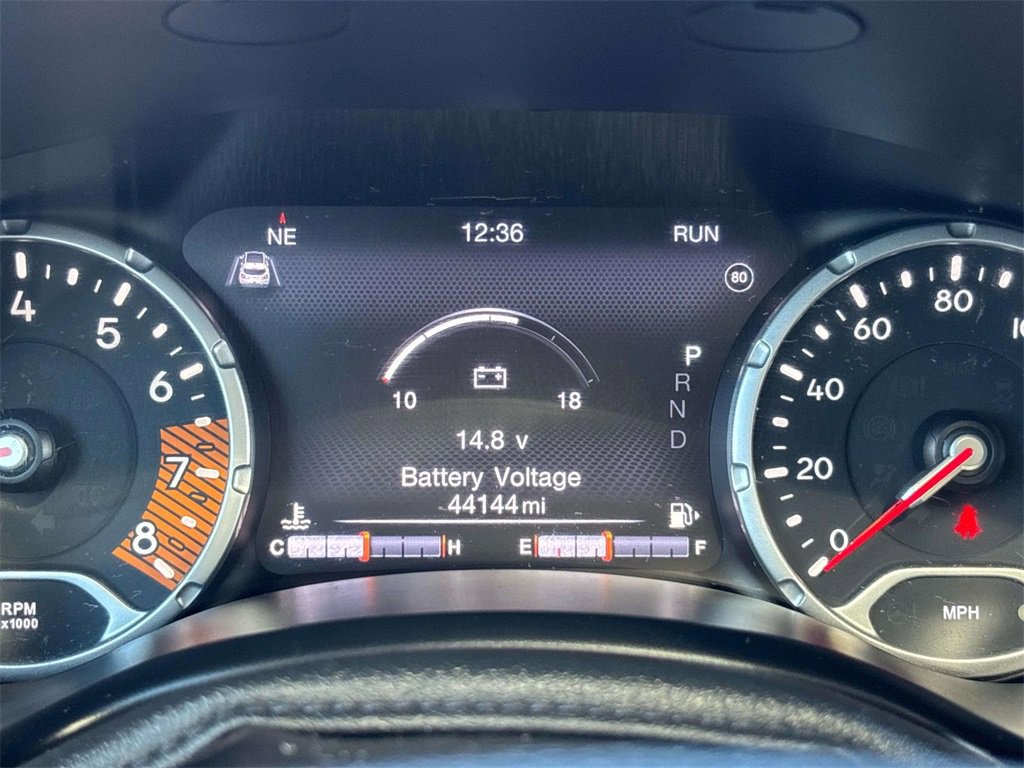 NE 12:36 RUN
80
4 5 6 7 8
RPM
x1000
10 18
14.8 v
Battery Voltage
44144 mi
C H E F
P
R
N
D
0 20 40 60 80
MPH